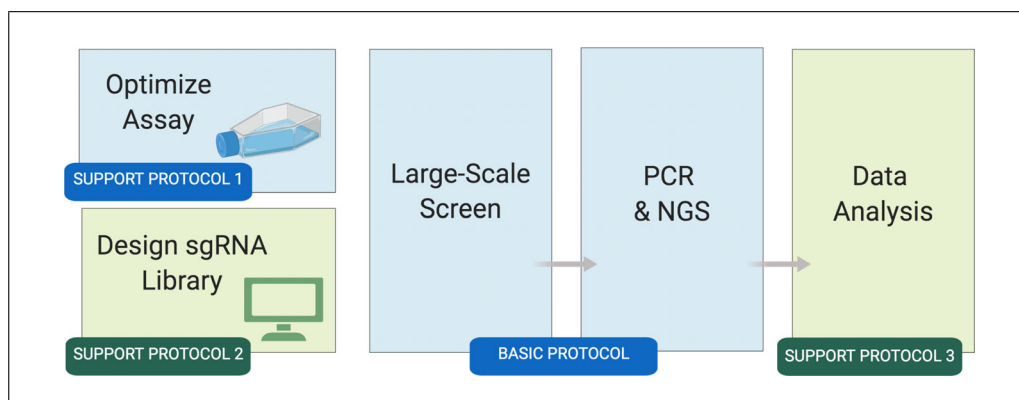 Optimize
Assay
SUPPORT PROTOCOL 1
Design sgRNA
Library
SUPPORT PROTOCOL 2
Large-Scale
Screen
PCR
& NGS
BASIC PROTOCOL
Data
Analysis
SUPPORT PROTOCOL 3